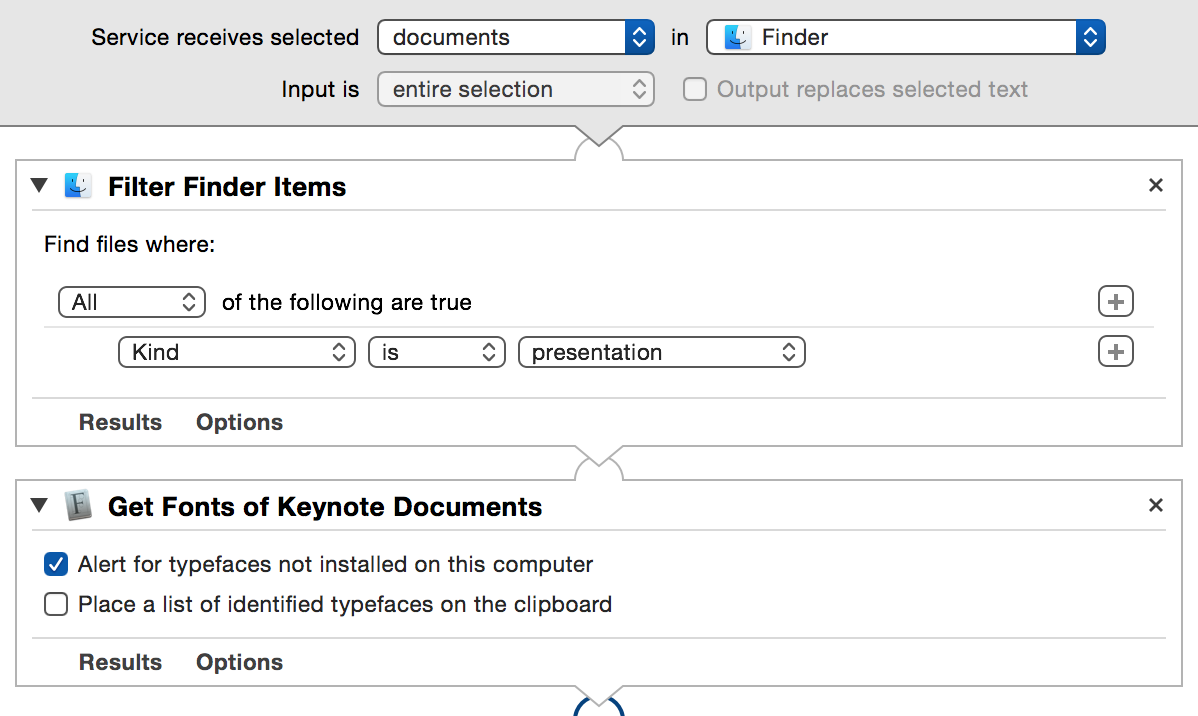 Service receives selected documents in Finder
Input is entire selection Output replaces selected text
Filter Finder Items
Find files where:
All of the following are true
Kind is presentation
Results Options
Get Fonts of Keynote Documents
Alert for typefaces not installed on this computer
Place a list of identified typefaces on the clipboard
Results Options